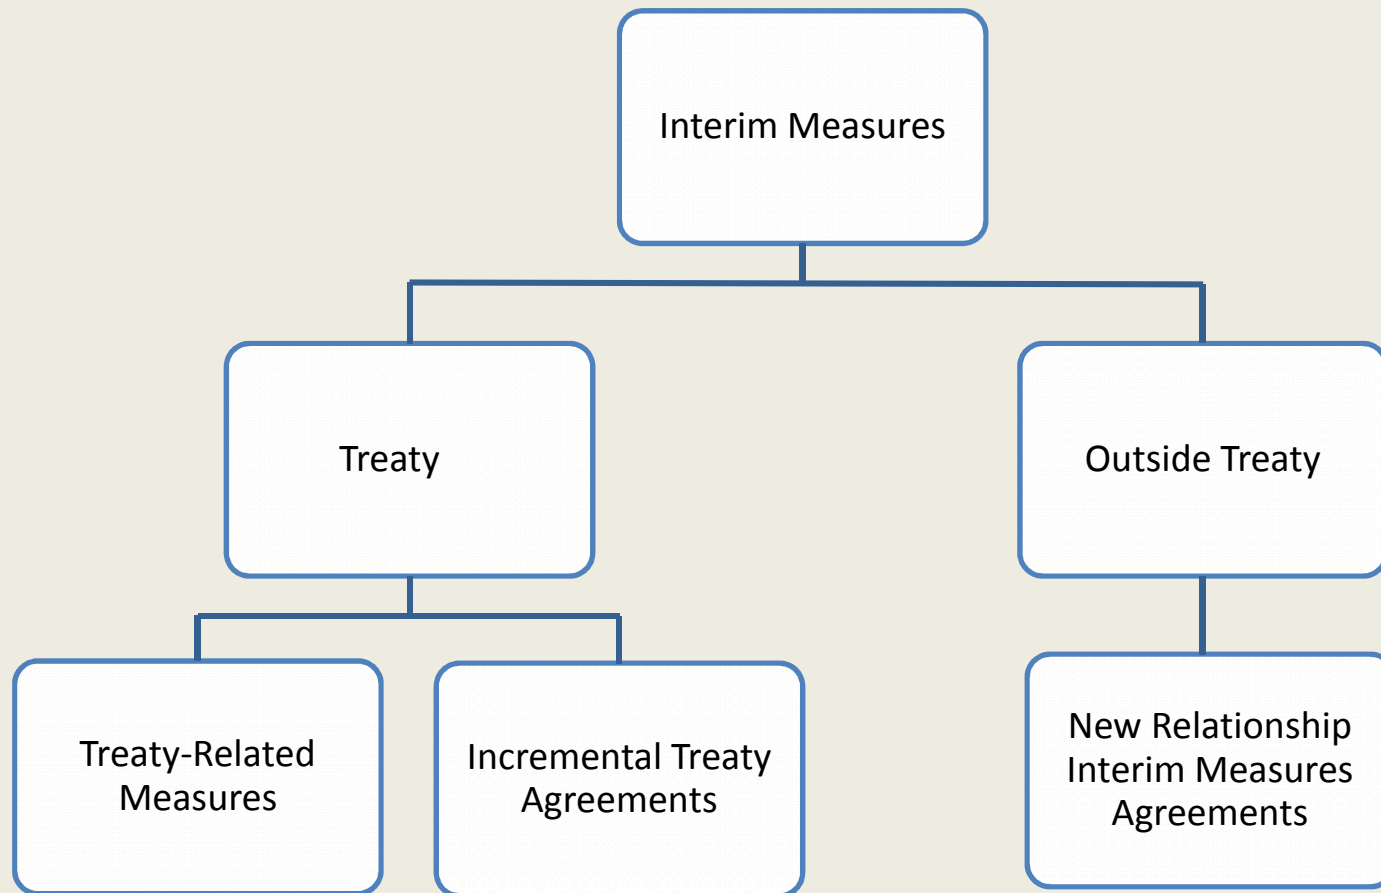 Interim Measures
Treaty
Outside Treaty
Treaty-Related
Measures
Incremental Treaty
Agreements
New Relationship
Interim Measures
Agreements